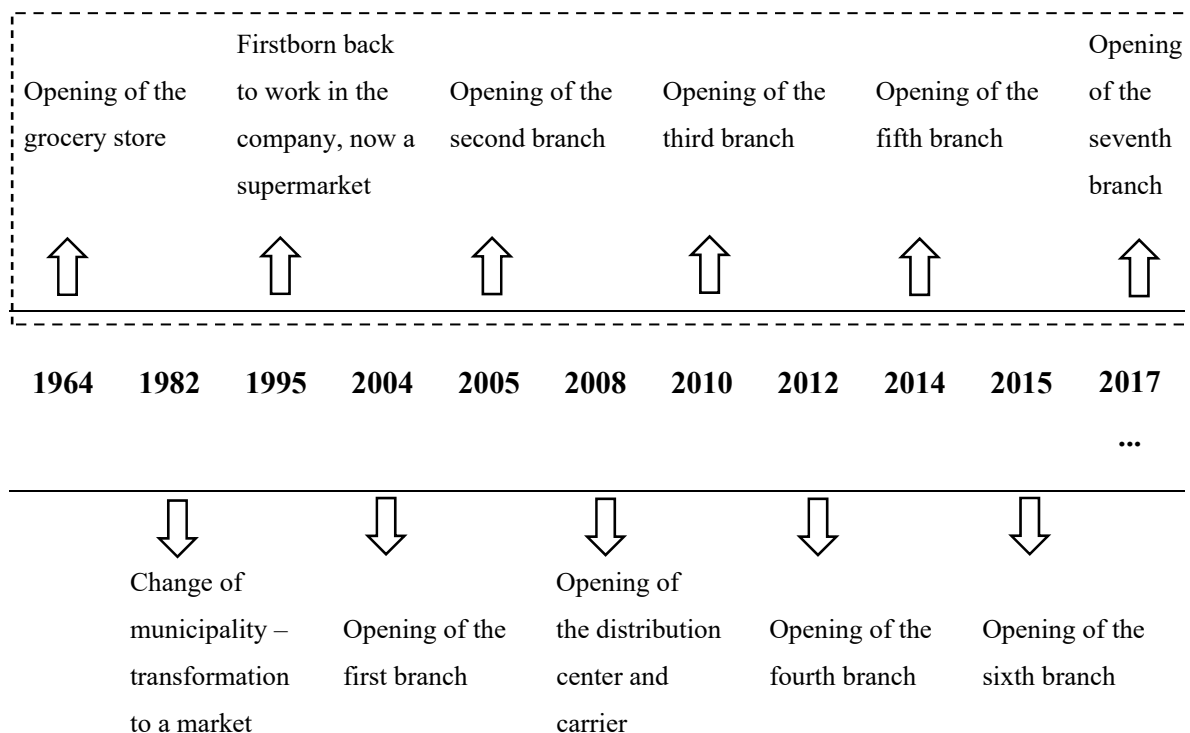 Opening of the
grocery store
Firstborn back
to work in the
company, now a
supermarket
Opening of the
second branch
Opening of the
third branch
Opening of the
fifth branch
Opening
of the
seventh
branch
1964 1982 1995 2004 2005 2008 2010 2012 2014 2015 2017
...
Change of
municipality –
transformation
to a market
Opening of the
first branch
Opening of
the distribution
center and
carrier
Opening of the
fourth branch
Opening of the
sixth branch